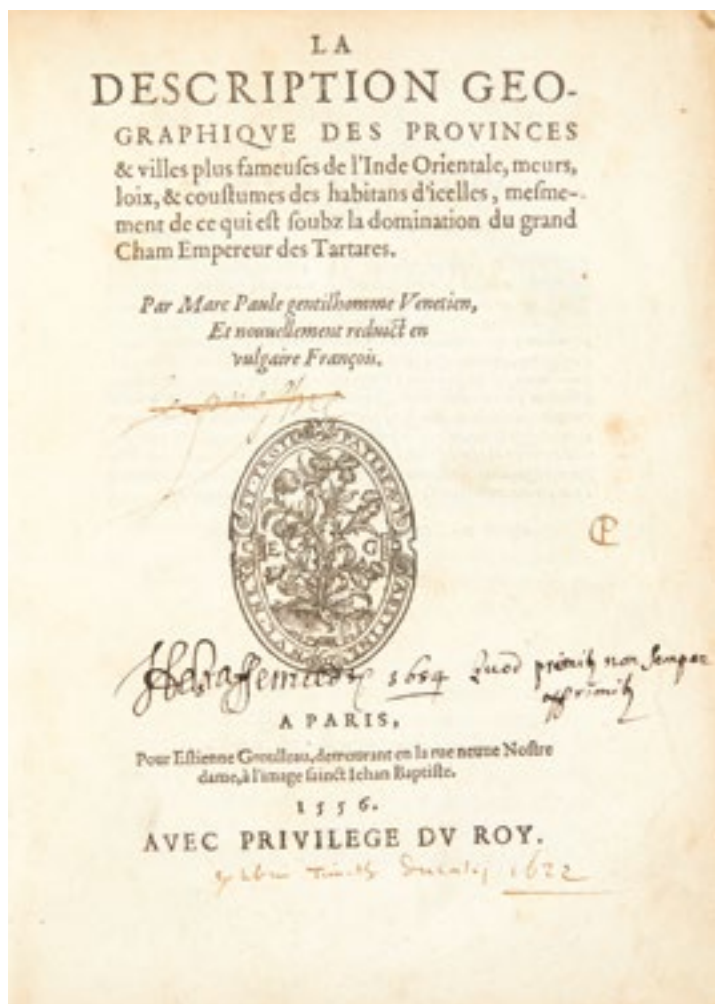 LA
DESCRIPTION GEO-
GRAPHIQVE DES PROVINCES
& villes plus fameuſes de l'Inde Orientale, meurs,
loix, & couſtumes des habitans d'icelles, meſme-
ment de ce qui eſt ſoubz la domination du grand
Cham Empereur des Tartares.
Par Marc Paule gentilhomme Venetien,
Et nouuellement reduict en
vulgaire François.
E G
1664 Quod non semper
A PARIS,
Pour Eſtienne Groulleau, demourant en la rue neuue Noſtre
dame, à l'image ſainct Iehan Baptiſte.
1556.
AVEC PRIVILEGE DV ROY.
1622